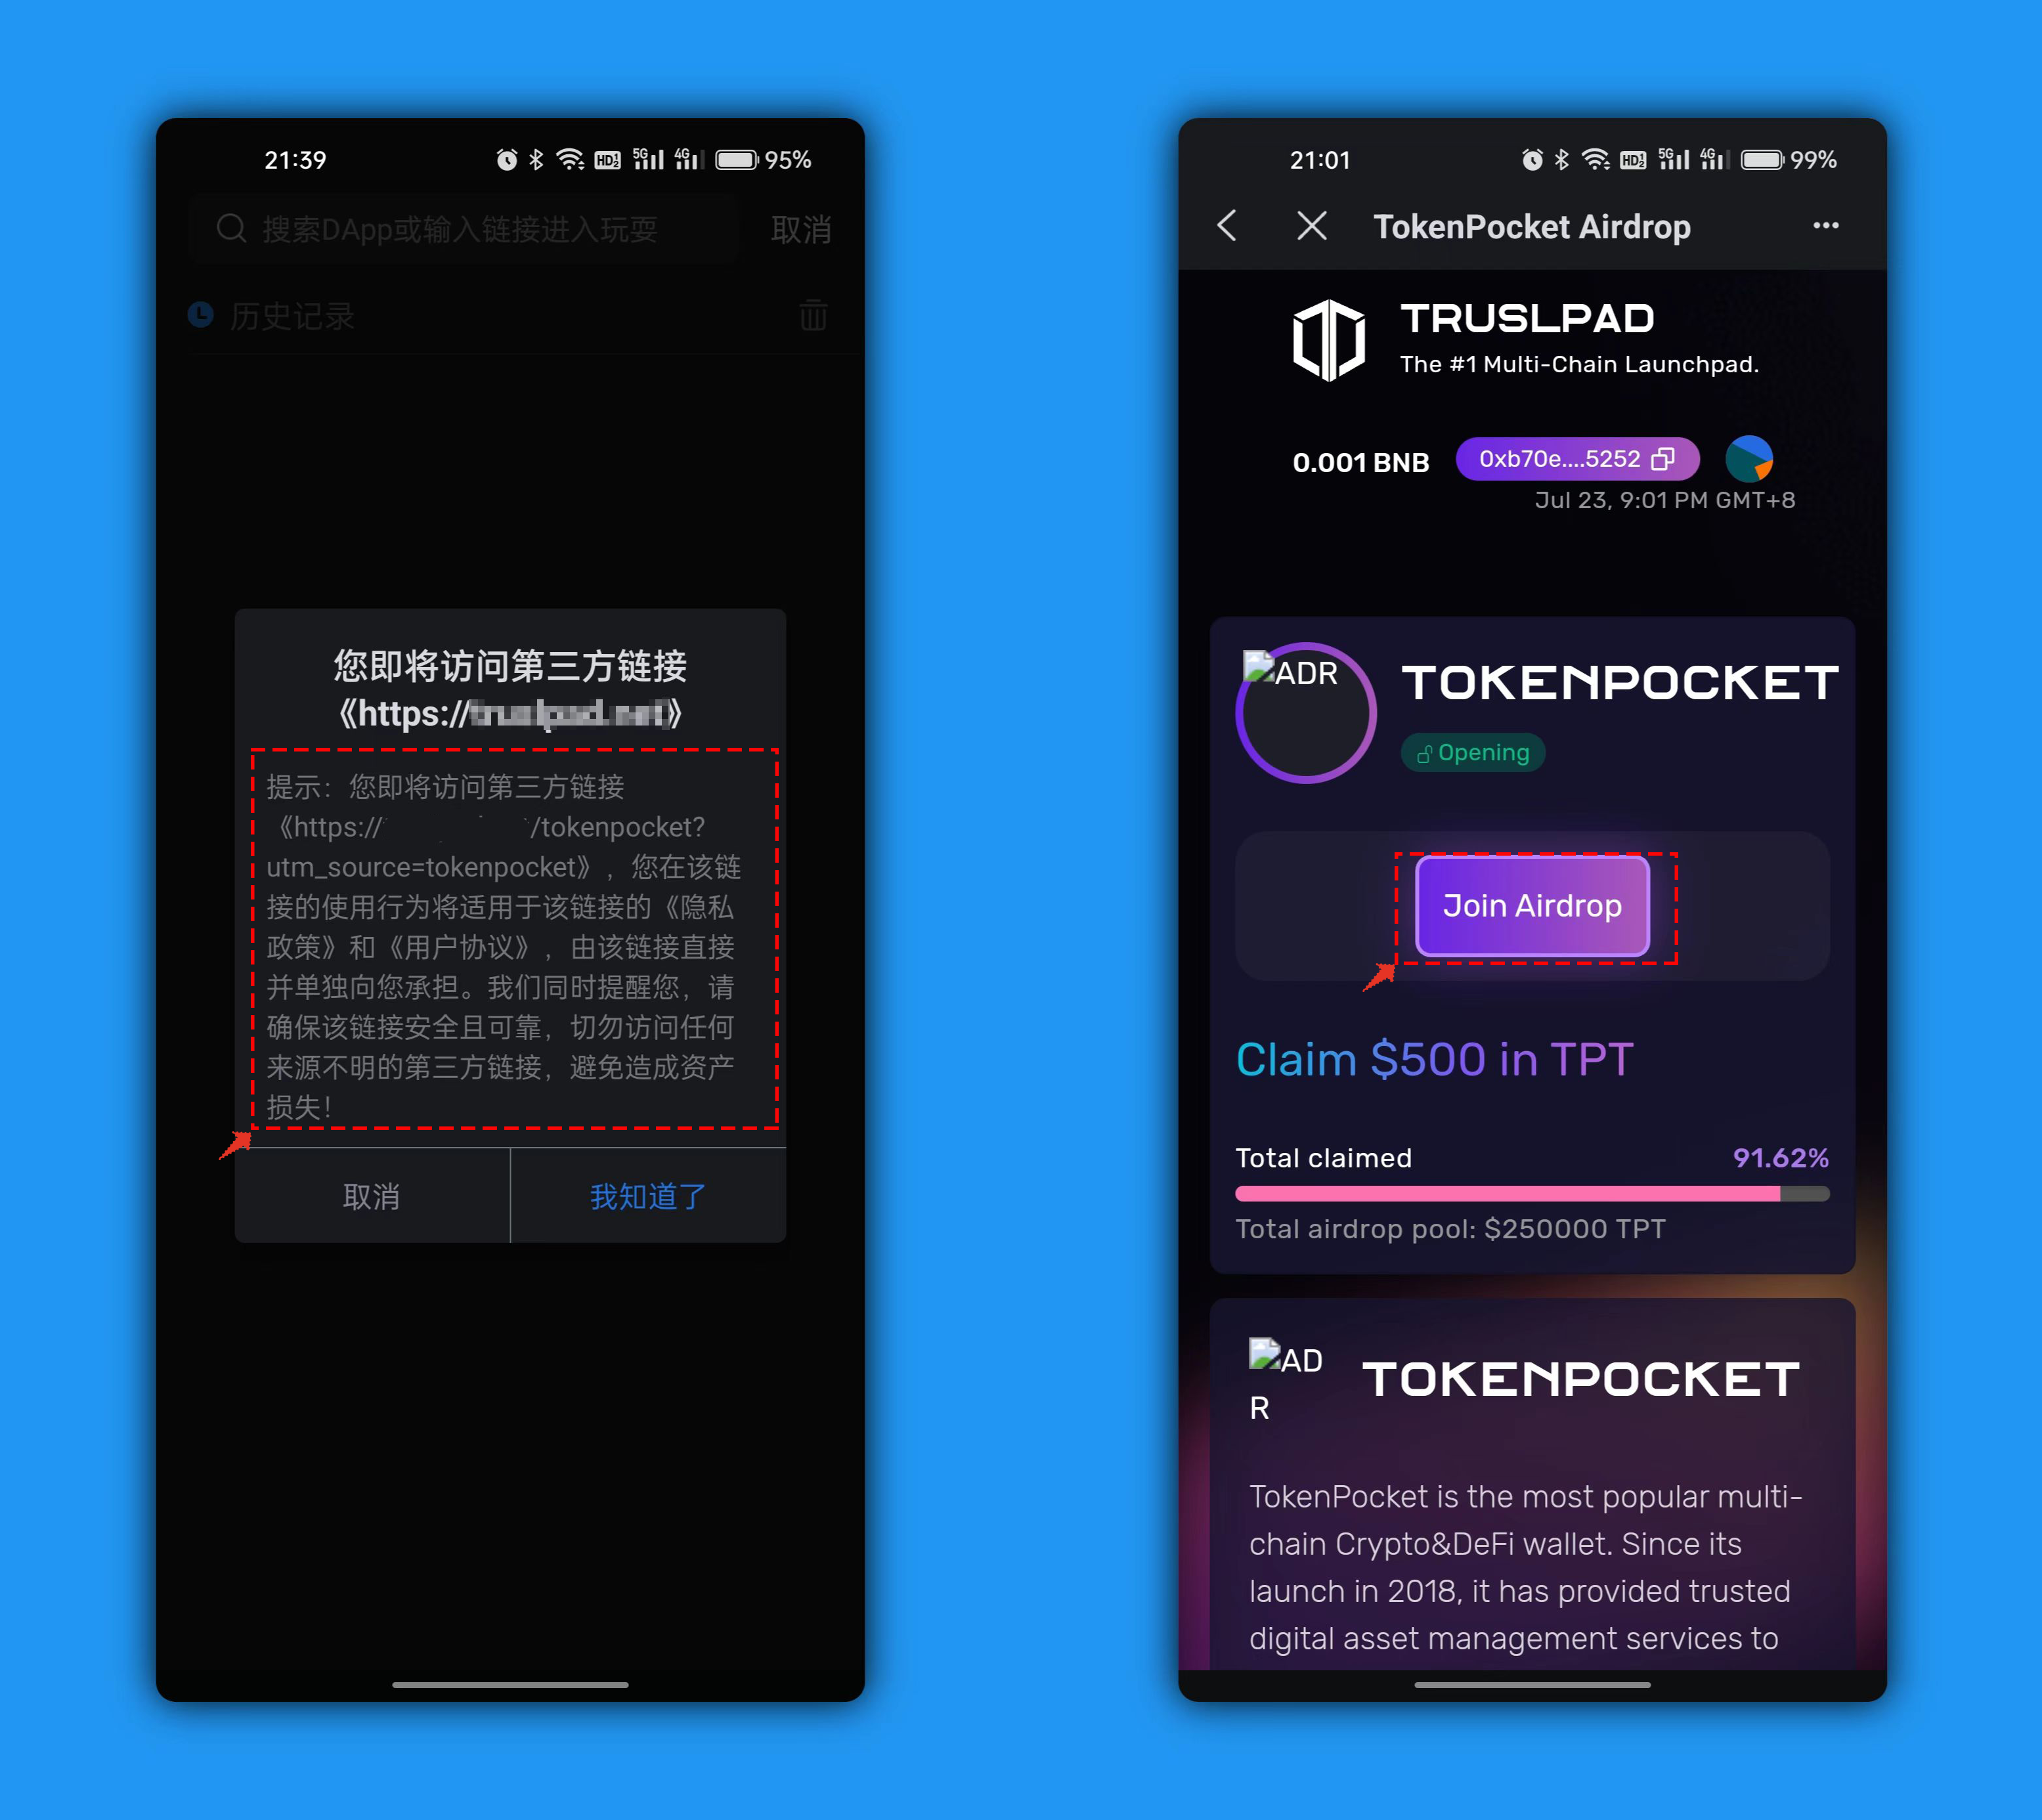 21:39
HD
5G
4G
95%
搜索DApp或输入链接进入玩耍
取消
历史记录
您即将访问第三方链接
《https://》
提示：您即将访问第三方链接
《https:// /tokenpocket?
utm_source=tokenpocket》，您在该链
接的使用行为将适用于该链接的《隐私
政策》和《用户协议》，由该链接直接
并单独向您承担。我们同时提醒您，请
确保该链接安全且可靠，切勿访问任何
来源不明的第三方链接，避免造成资产
损失！
取消
我知道了
21:01
HD
5G
4G
99%
TokenPocket Airdrop
TRUSLPAD
The #1 Multi-Chain Launchpad.
0.001 BNB
0xb70e....5252
Jul 23, 9:01 PM GMT+8
ADR
TOKENPOCKET
Opening
Join Airdrop
Claim $500 in TPT
Total claimed
91.62%
Total airdrop pool: $250000 TPT
AD
R
TOKENPOCKET
TokenPocket is the most popular multi-
chain Crypto&DeFi wallet. Since its
launch in 2018, it has provided trusted
digital asset management services to